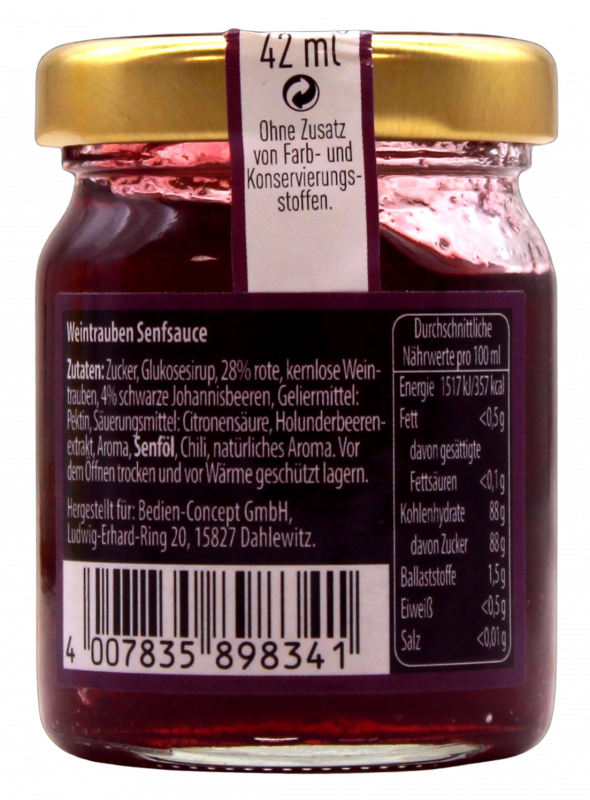 42 ml
Ohne Zusatz
von Farb- und
Konservierungs-
stoffen.
Weintrauben Senfsauce
Zutaten: Zucker, Glukosesirup, 28% rote, kernlose Wein-
trauben, 4% schwarze Johannisbeeren, Geliermittel:
Pektin, Säuerungsmittel: Citronensäure, Holunderbeeren-
extrakt, Aroma, Senföl, Chili, natürliches Aroma. Vor
dem Öffnen trocken und vor Wärme geschützt lagern.
Hergestellt für: Bedien-Concept GmbH,
Ludwig-Erhard-Ring 20, 15827 Dahlewitz.
4 007835 898341
Durchschnittliche
Nährwerte pro 100 ml
Energie 1517 kJ/357 kcal
Fett <0,5 g
davon gesättigte
Fettsäuren <0,1 g
Kohlenhydrate 88 g
davon Zucker 88 g
Ballaststoffe 1,5 g
Eiweiß <0,5 g
Salz <0,01 g